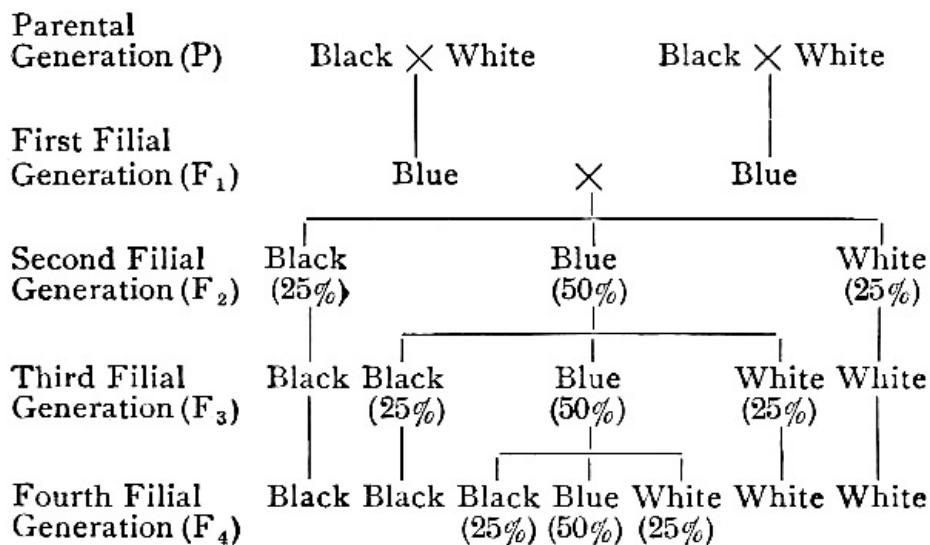 Parental
Generation (P) Black × White Black × White
First Filial
Generation (F₁) Blue × Blue
Second Filial Black Blue White
Generation (F₂) (25%) (50%) (25%)
Third Filial Black Black Blue White White
Generation (F₃) (25%) (50%) (25%)
Fourth Filial Black Black Black Blue White White White
Generation (F₄) (25%) (50%) (25%)